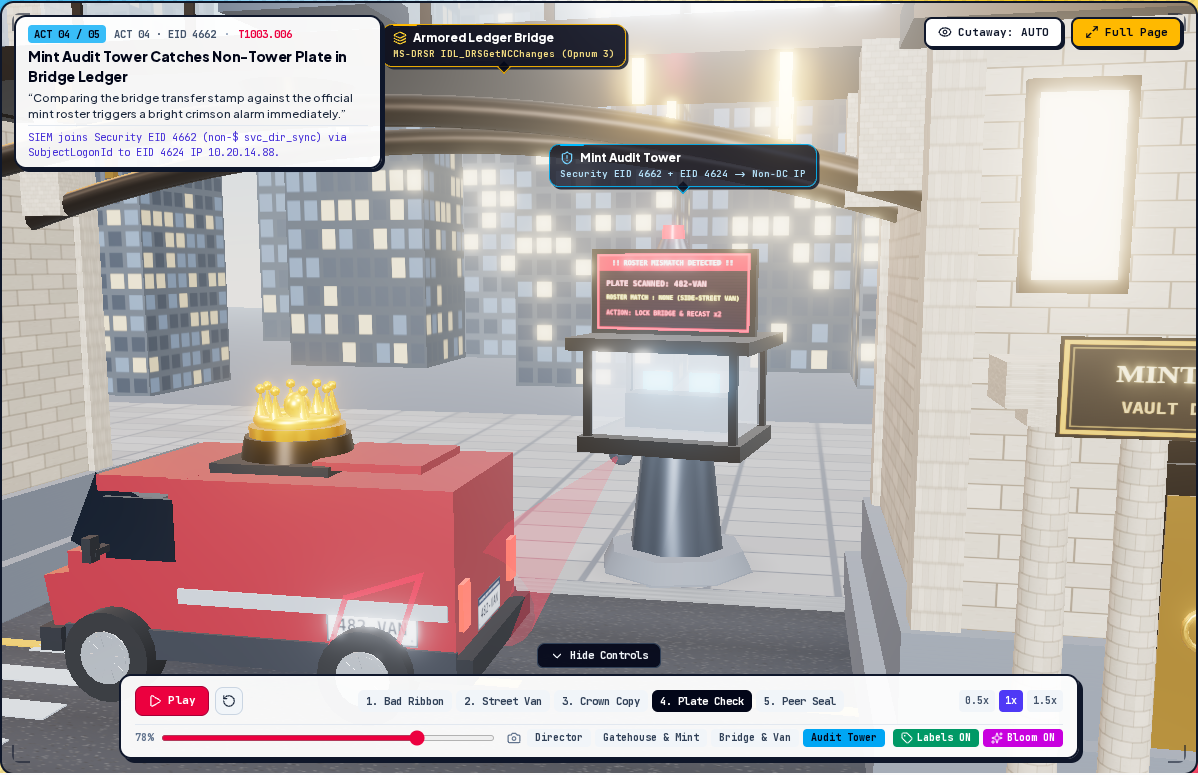 ACT 04 / 05 ACT 04 · EID 4662 · T1003.006
Mint Audit Tower Catches Non-Tower Plate in
Bridge Ledger
“Comparing the bridge transfer stamp against the official
mint roster triggers a bright crimson alarm immediately.”
SIEM joins Security EID 4662 (non-$ svc_dir_sync) via
SubjectLogonId to EID 4624 IP 10.20.14.88.
Armored Ledger Bridge
MS-DRSR IDL_DRSGetNCChanges (Opnum 3)
Cutaway: AUTO
Full Page
Mint Audit Tower
Security EID 4662 + EID 4624 → Non-DC IP
!! ROSTER MISMATCH DETECTED !!
PLATE SCANNED: 482-VAN
ROSTER MATCH : NONE (SIDE-STREET VAN)
ACTION: LOCK BRIDGE & RECAST x2
MINT
VAULT D
482-VAN
482-VAN
Hide Controls
Play
1. Bad Ribbon 2. Street Van 3. Crown Copy 4. Plate Check 5. Peer Seal
0.5x 1x 1.5x
78%
Director Gatehouse & Mint Bridge & Van Audit Tower Labels ON Bloom ON